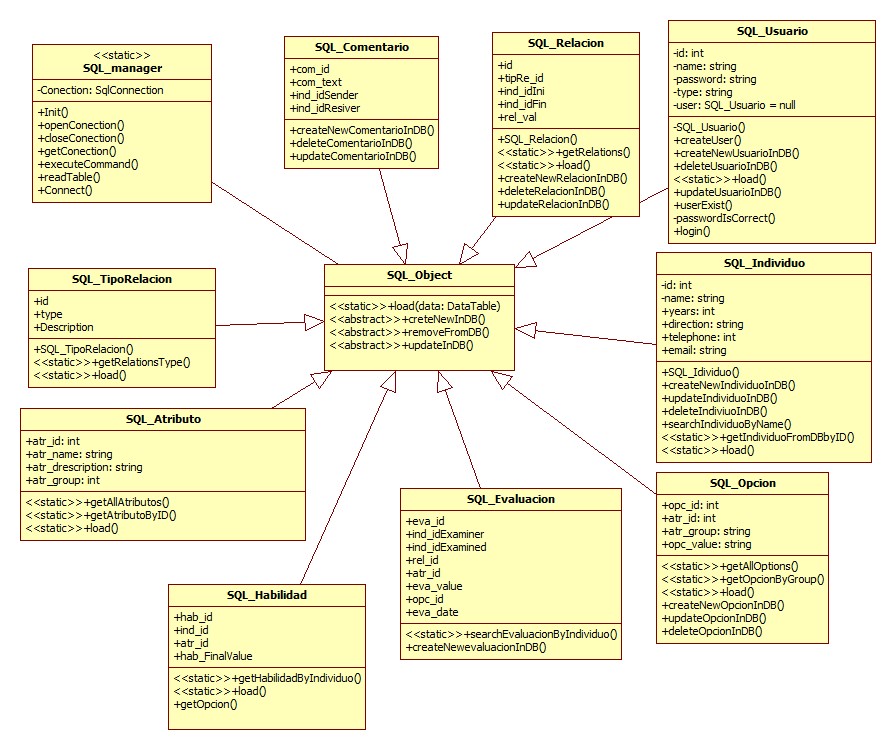 <<static>>
SQL_manager
-Conection: SqlConnection
+Init()
+openConection()
+closeConection()
+getConection()
+executeCommand()
+readTable()
+Connect()
SQL_Comentario
+com_id
+com_text
+ind_idSender
+ind_idResiver
+createNewComentarioInDB()
+deleteComentarioInDB()
+updateComentarioInDB()
SQL_Relacion
+id
+tipRe_id
+ind_idIni
+ind_idFin
+rel_val
+SQL_Relacion()
<<static>>+getRelations()
<<static>>+load()
+createNewRelacionInDB()
+deleteRelacionInDB()
+updateRelacionInDB()
SQL_Usuario
-id: int
-name: string
-password: string
-type: string
-user: SQL_Usuario = null
-SQL_Usuario()
+createUser()
+createNewUsuarioInDB()
+deleteUsuarioInDB()
<<static>>+load()
+updateUsuarioInDB()
+userExist()
-passwordIsCorrect()
+login()
SQL_TipoRelacion
+id
+type
+Description
+SQL_TipoRelacion()
<<static>>+getRelationsType()
<<static>>+load()
SQL_Object
<<static>>+load(data: DataTable)
<<abstract>>+creteNewInDB()
<<abstract>>+removeFromDB()
<<abstract>>+updateInDB()
SQL_Individuo
-id: int
-name: string
+years: int
+direction: string
+telephone: int
+email: string
+SQL_Idividuo()
+createNewIndividuoInDB()
+updateIndividuoInDB()
+deleteIndiviuoInDB()
+searchIndividuoByName()
<<static>>+getIndividuoFromDBbyID()
<<static>>+load()
SQL_Atributo
+atr_id: int
+atr_name: string
+atr_drescription: string
+atr_group: int
<<static>>+getAllAtributos()
<<static>>+getAtributoByID()
<<static>>+load()
SQL_Evaluacion
+eva_id
+ind_idExaminer
+ind_idExamined
+rel_id
+atr_id
+eva_value
+opc_id
+eva_date
<<static>>+searchEvaluacionByIndividuo()
+createNewevaluacionInDB()
SQL_Opcion
+opc_id: int
+atr_id: int
+atr_group: string
+opc_value: string
<<static>>+getAllOptions()
<<static>>+getOpcionByGroup()
<<static>>+load()
+createNewOpcionInDB()
+updateOpcionInDB()
+deleteOpcionInDB()
SQL_Habilidad
+hab_id
+ind_id
+atr_id
+hab_FinalValue
<<static>>+getHabilidadByIndividuo()
<<static>>+load()
+getOpcion()